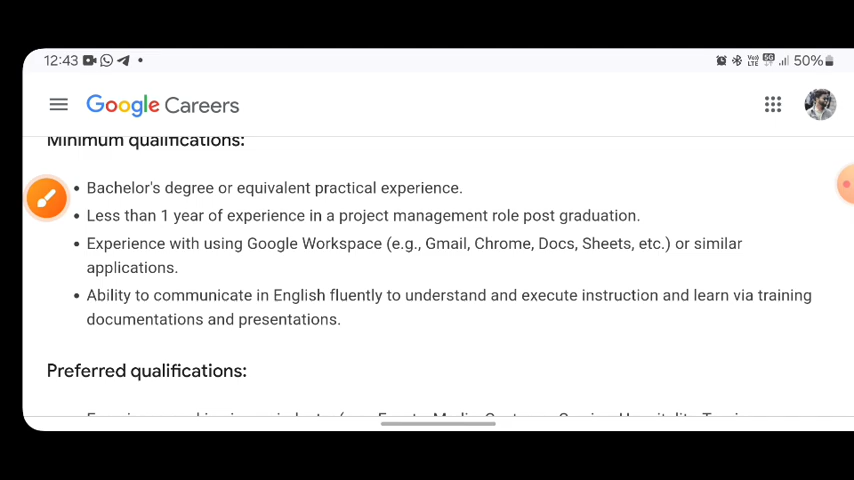 12:43
VoI) LTE 5G 50%
Google Careers
Minimum qualifications:
• Bachelor's degree or equivalent practical experience.
• Less than 1 year of experience in a project management role post graduation.
• Experience with using Google Workspace (e.g., Gmail, Chrome, Docs, Sheets, etc.) or similar
applications.
• Ability to communicate in English fluently to understand and execute instruction and learn via training
documentations and presentations.
Preferred qualifications: